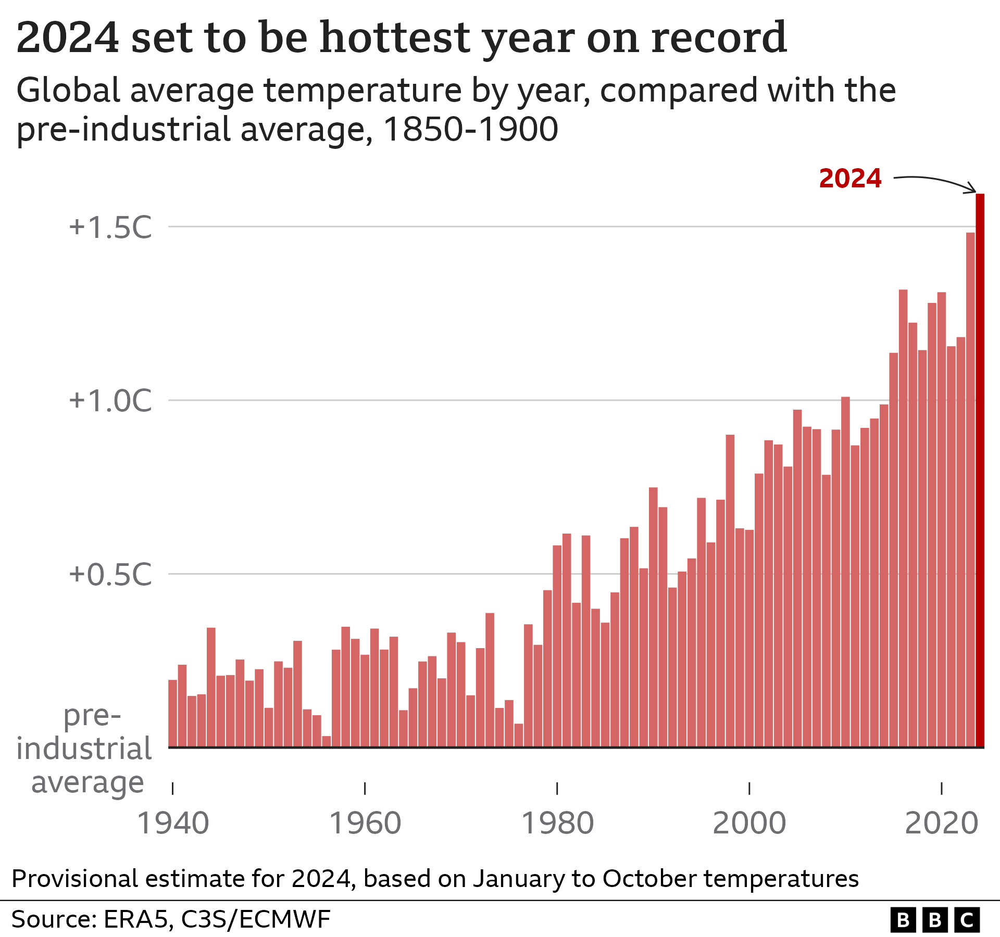 2024 set to be hottest year on record
Global average temperature by year, compared with the
pre-industrial average, 1850-1900
2024
+1.5C
+1.0C
+0.5C
pre-
industrial
average
1940 1960 1980 2000 2020
Provisional estimate for 2024, based on January to October temperatures
Source: ERA5, C3S/ECMWF
BBC